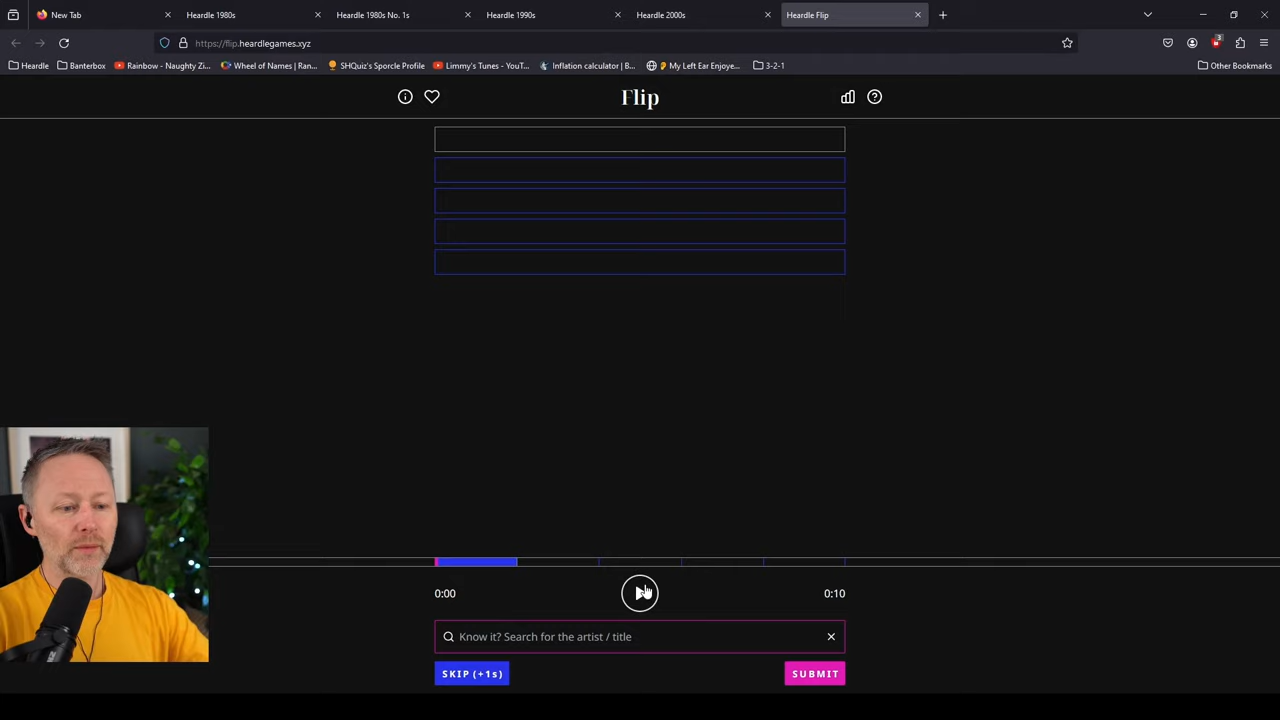 New Tab
Heardle 1980s
Heardle 1980s No. 1s
Heardle 1990s
Heardle 2000s
Heardle Flip
https://flip.heardlegames.xyz
3
Heardle
Banterbox
Rainbow - Naughty Zi...
Wheel of Names | Ran...
SHQuiz's Sporcle Profile
Limmy's Tunes - YouT...
Inflation calculator | B...
My Left Ear Enjoye...
3-2-1
Other Bookmarks
Flip
0:00
0:10
Know it? Search for the artist / title
SKIP (+1s)
SUBMIT